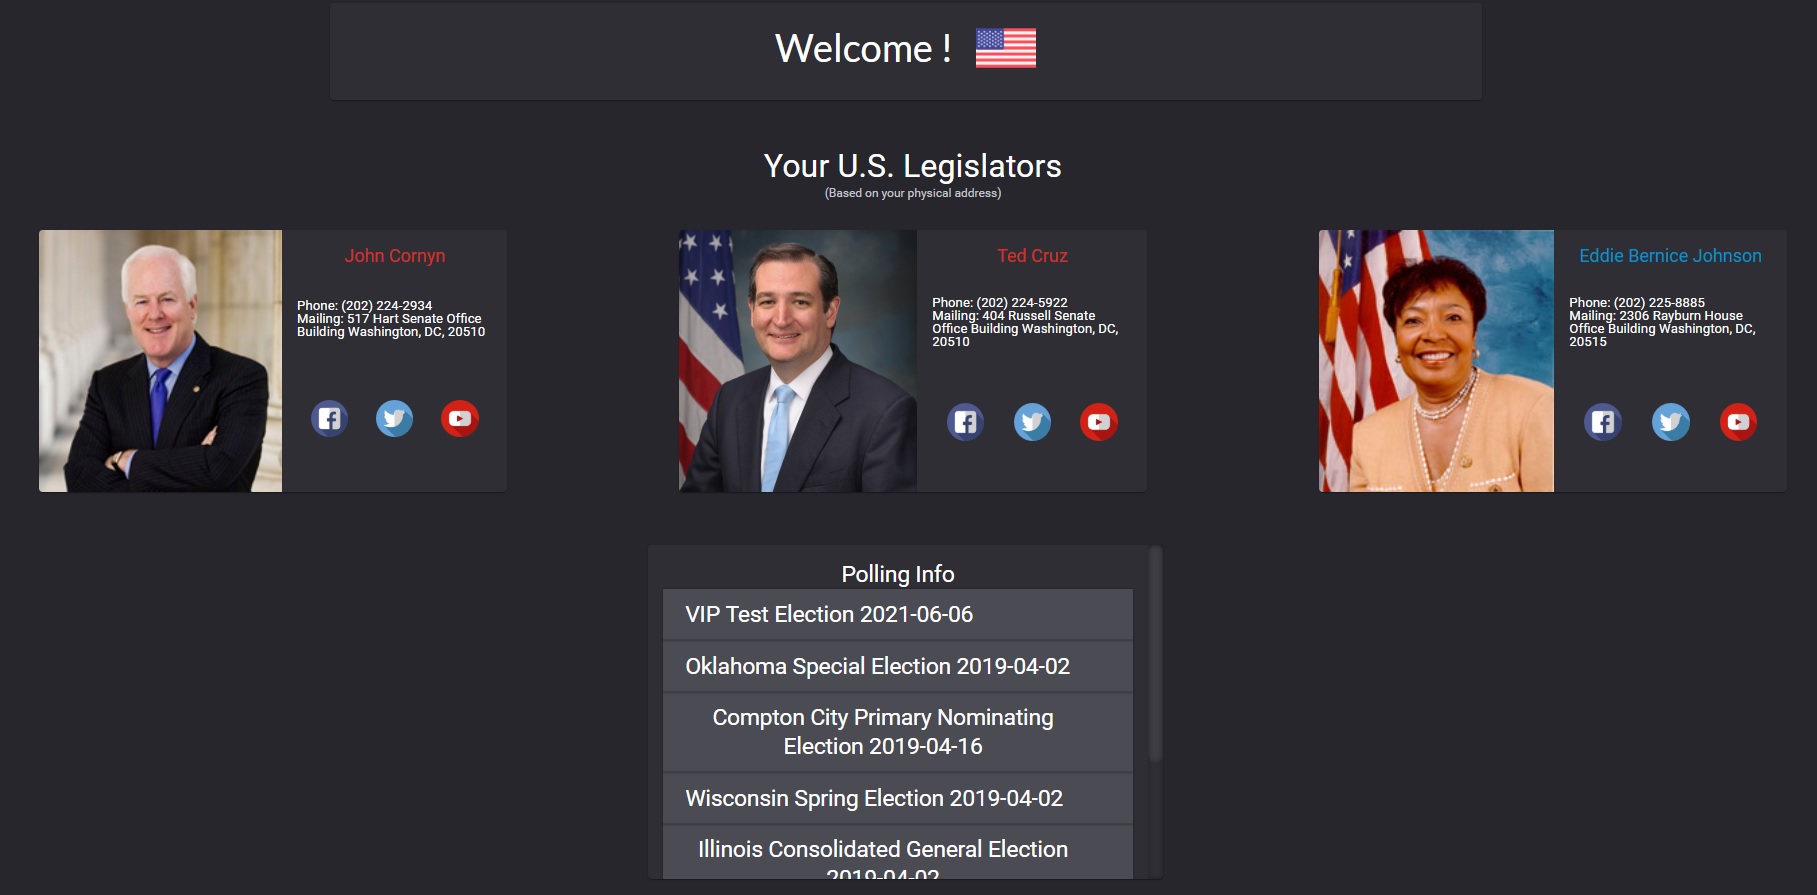 Welcome !
Your U.S. Legislators
(Based on your physical address)
John Cornyn
Phone: (202) 224-2934
Mailing: 517 Hart Senate Office
Building Washington, DC, 20510
Ted Cruz
Phone: (202) 224-5922
Mailing: 404 Russell Senate
Office Building Washington, DC,
20510
Eddie Bernice Johnson
Phone: (202) 225-8885
Mailing: 2306 Rayburn House
Office Building Washington, DC,
20515
Polling Info
VIP Test Election 2021-06-06
Oklahoma Special Election 2019-04-02
Compton City Primary Nominating
Election 2019-04-16
Wisconsin Spring Election 2019-04-02
Illinois Consolidated General Election
2019-04-02